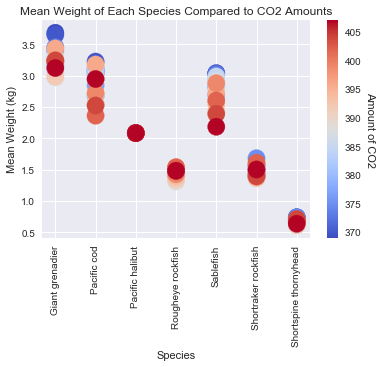 Mean Weight of Each Species Compared to CO2 Amounts
Mean Weight (kg)
3.5
3.0
2.5
2.0
1.5
1.0
0.5
Giant grenadier
Pacific cod
Pacific halibut
Rougheye rockfish
Sablefish
Shortraker rockfish
Shortspine thornyhead
Species
405
400
395
390
385
380
375
370
Amount of CO2